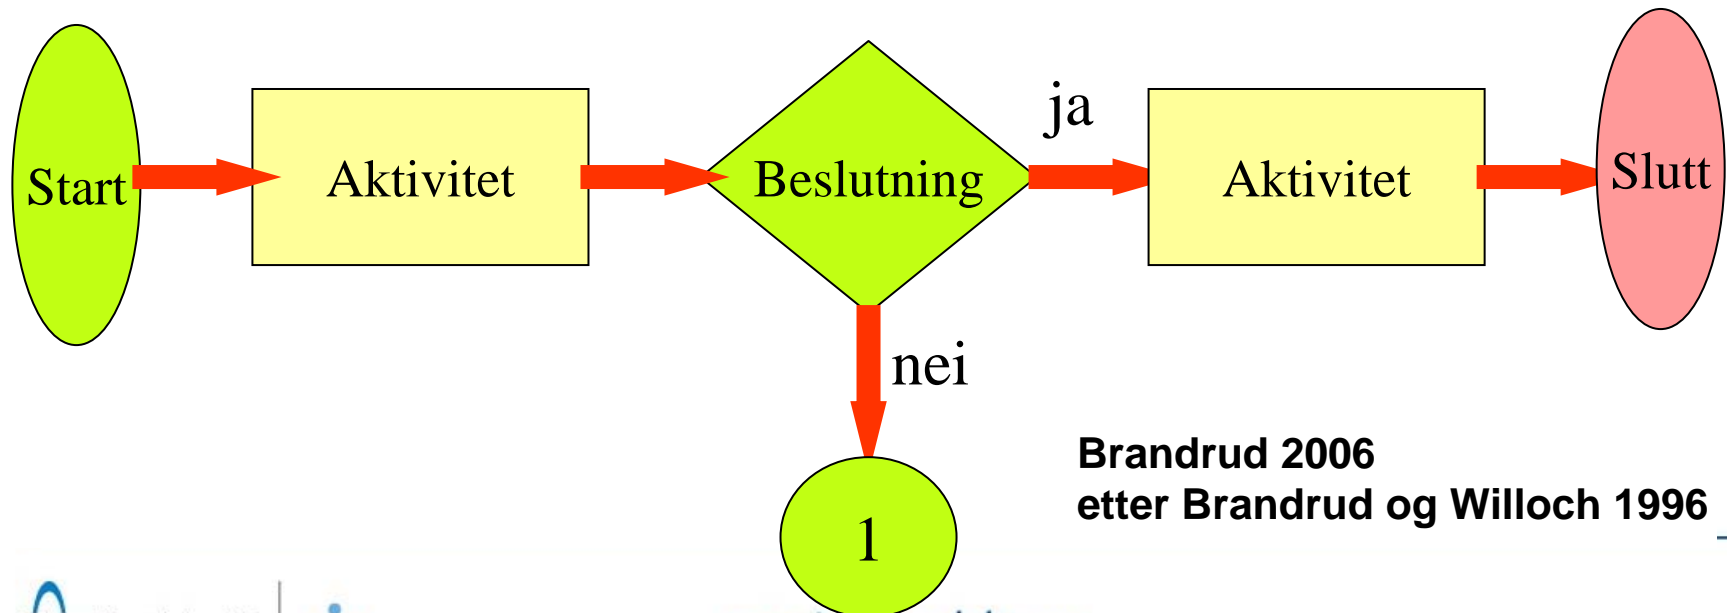 Start
Aktivitet
Beslutning
ja
Aktivitet
Slutt
nei
1
Brandrud 2006
etter Brandrud og Willoch 1996